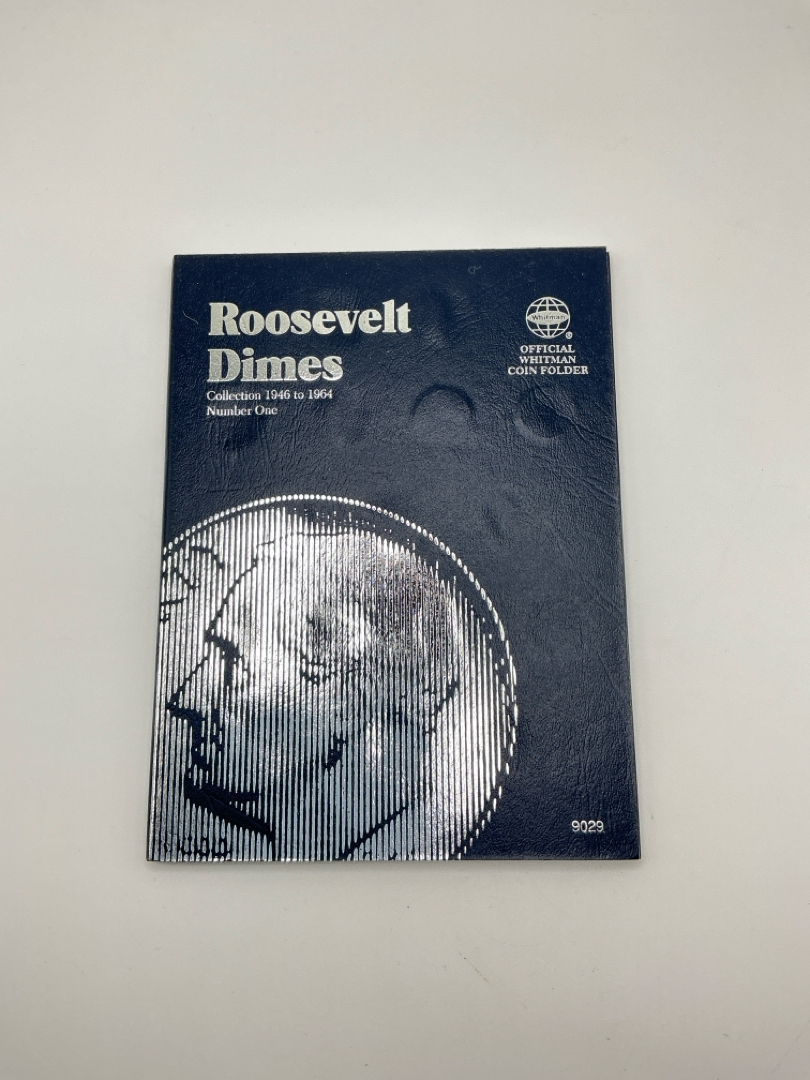 Roosevelt
Dimes
Collection 1946 to 1964
Number One
Whitman
®
OFFICIAL
WHITMAN
COIN FOLDER
9029